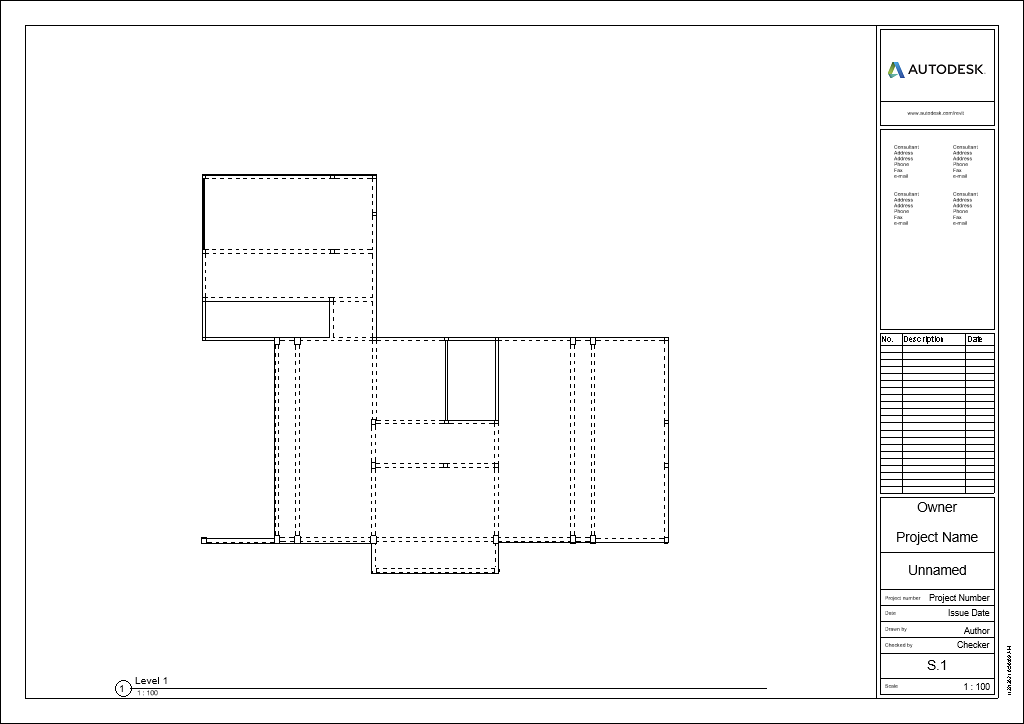 AUTODESK.
www.autodesk.com/revit
Consultant
Address
Address
Phone
Fax
e-mail
Consultant
Address
Address
Phone
Fax
e-mail
Consultant
Address
Address
Phone
Fax
e-mail
Consultant
Address
Address
Phone
Fax
e-mail
No. Description Date
Owner
Project Name
Unnamed
Project number Project Number
Date Issue Date
Drawn by Author
Checked by Checker
S.1
Scale 1 : 100
1 Level 1
1 : 100